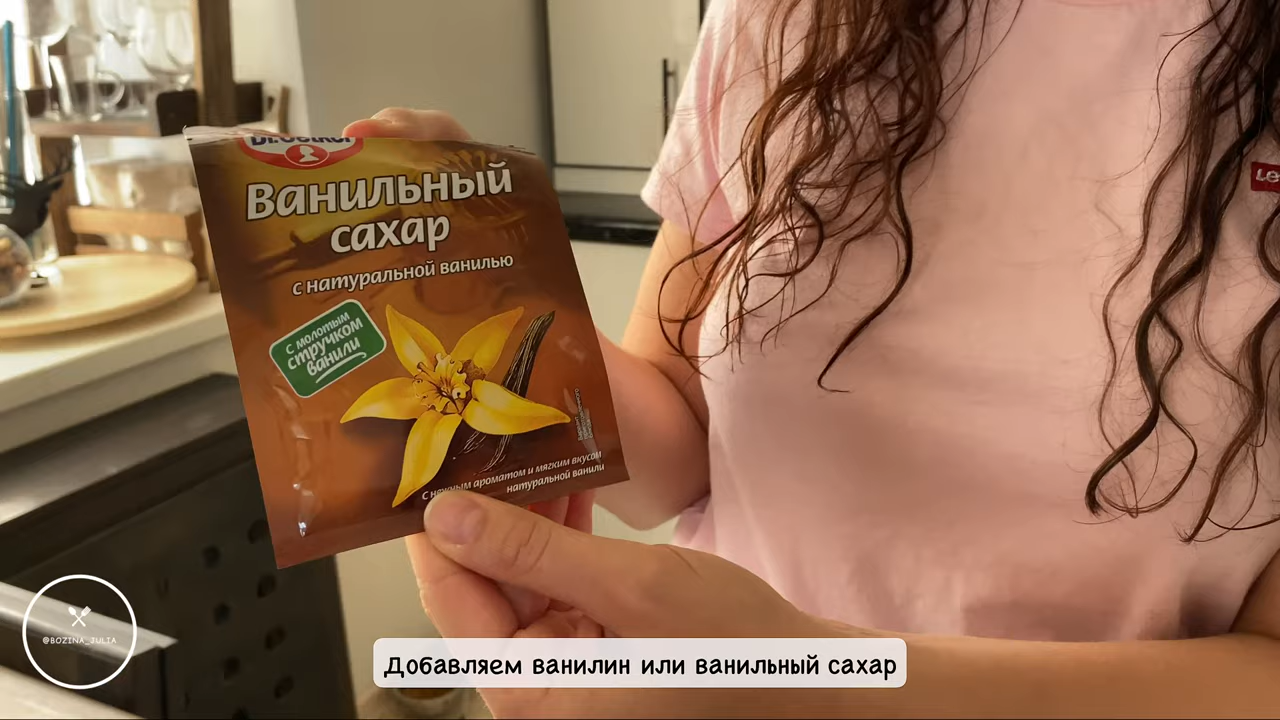 Dr.Oetker
Ванильный
сахар
с натуральной ванилью
с молотым
стручком
ванили
С нежным ароматом и мягким вкусом
натуральной ванили
Le
@BOZINA_JULIA
Добавляем ванилин или ванильный сахар